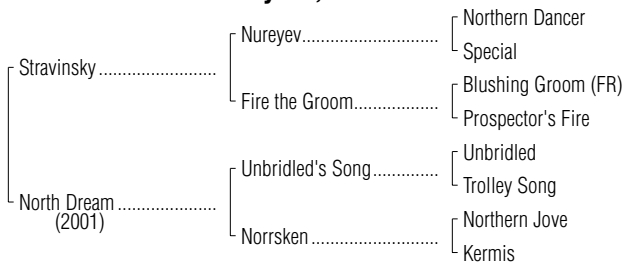 Northern Dancer
Nureyev
Special
Stravinsky
Blushing Groom (FR)
Fire the Groom
Prospector's Fire
Unbridled
Unbridled's Song
Trolley Song
North Dream
(2001)
Northern Jove
Norrsken
Kermis